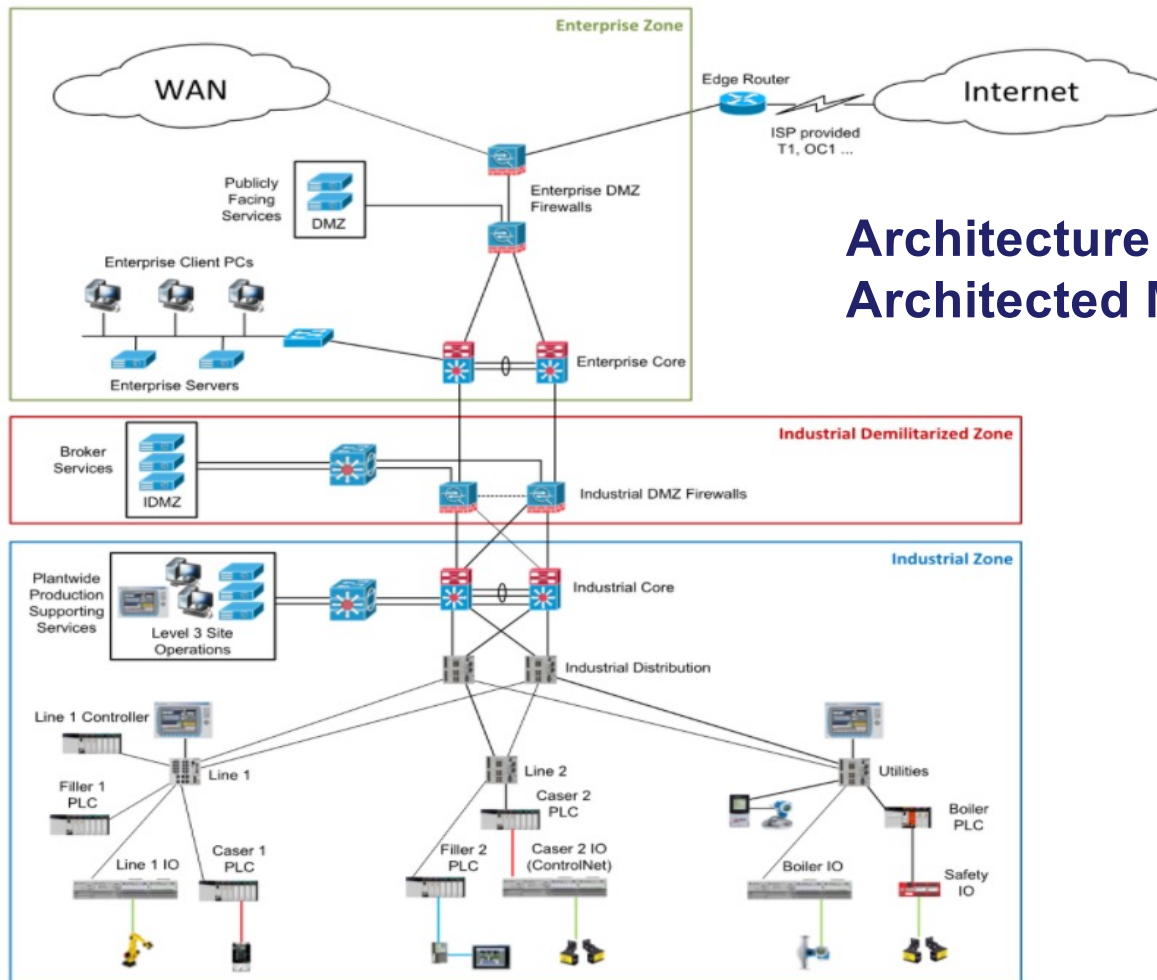 Enterprise Zone
WAN
Edge Router
Internet
ISP provided
T1, OC1 ...
Publicly
Facing
Services
DMZ
Enterprise DMZ
Firewalls
Architecture
Architected
Enterprise Client PCs
Enterprise Core
Enterprise Servers
Industrial Demilitarized Zone
Broker
Services
IDMZ
Industrial DMZ Firewalls
Industrial Zone
Plantwide
Production
Supporting
Services
Level 3 Site
Operations
Industrial Core
Industrial Distribution
Line 1 Controller
Line 1
Line 2
Utilities
Filler 1
PLC
Caser 2
PLC
Boiler
PLC
Line 1 IO
Caser 1
PLC
Filler 2
PLC
Caser 2 IO
(ControlNet)
Boiler IO
Safety
IO